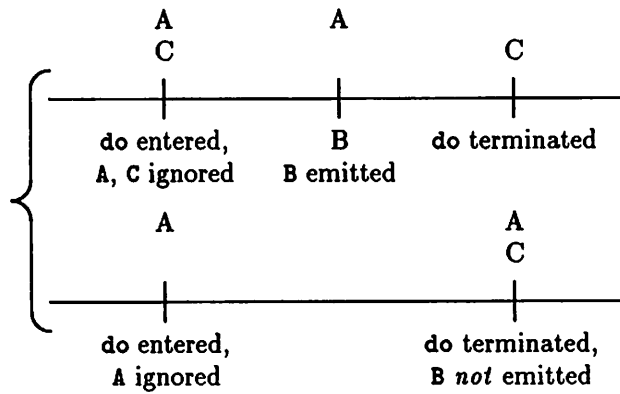 A A
C C
do entered, B do terminated
A, C ignored B emitted
A A
C
do entered, do terminated,
A ignored B not emitted